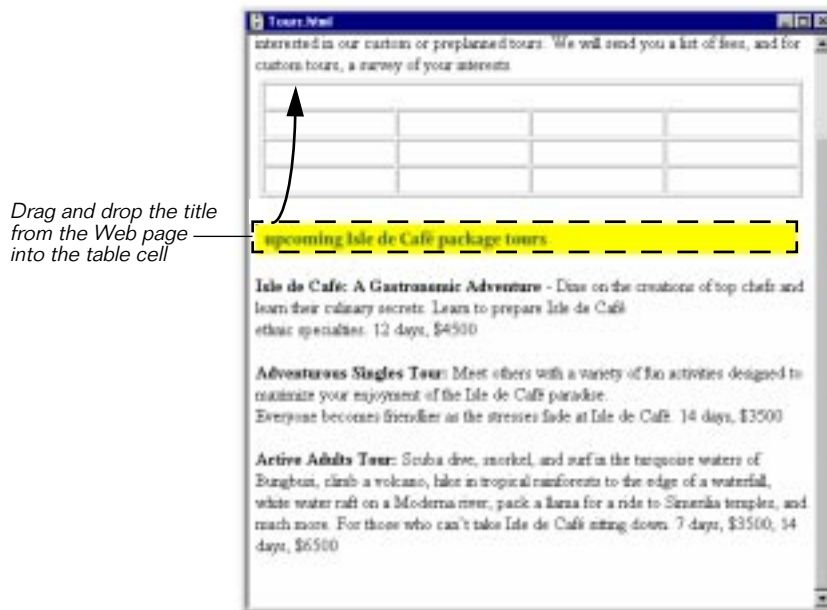 Tours.html
interested in our custom or preplanned tours. We will send you a list of fees, and for
custom tours, a survey of your interests
Drag and drop the title
from the Web page
into the table cell
upcoming Isle de Café package tours
Isle de Café: A Gastronomic Adventure - Dine on the creations of top chefs and
learn their culinary secrets. Learn to prepare Isle de Café
ethnic specialties. 12 days, $4500
Adventurous Singles Tour: Meet others with a variety of fun activities designed to
maximize your enjoyment of the Isle de Café paradise.
Everyone becomes friendlier as the stresses fade at Isle de Café. 14 days, $3500
Active Adults Tour: Scuba dive, snorkel, and surf in the turquoise waters of
climb a volcano, hike in tropical rainforests to the edge of a waterfall,
white water raft on a Moderna river, pack a llama for a ride to temples, and
much more. For those who can't take Isle de Café sitting down. 7 days, $3500, 14
days, $6500